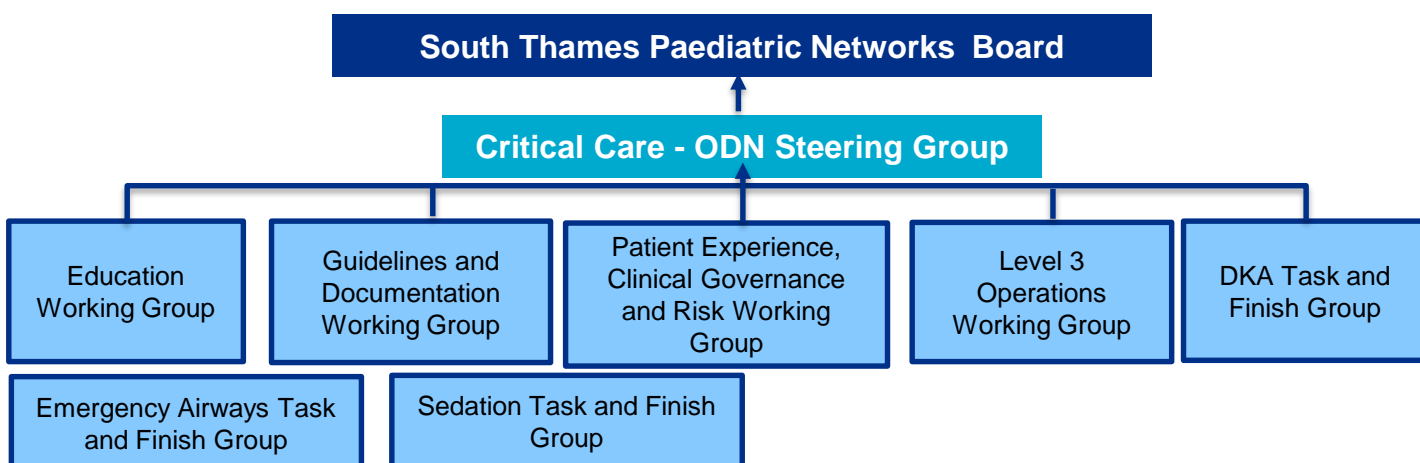 South Thames Paediatric Networks  Board
Critical Care - ODN Steering Group
Education
Working Group
Guidelines and
Documentation
Working Group
Patient Experience,
Clinical Governance
and Risk Working
Group
Level 3
Operations
Working Group
DKA Task and
Finish Group
Emergency Airways Task
and Finish Group
Sedation Task and Finish
Group